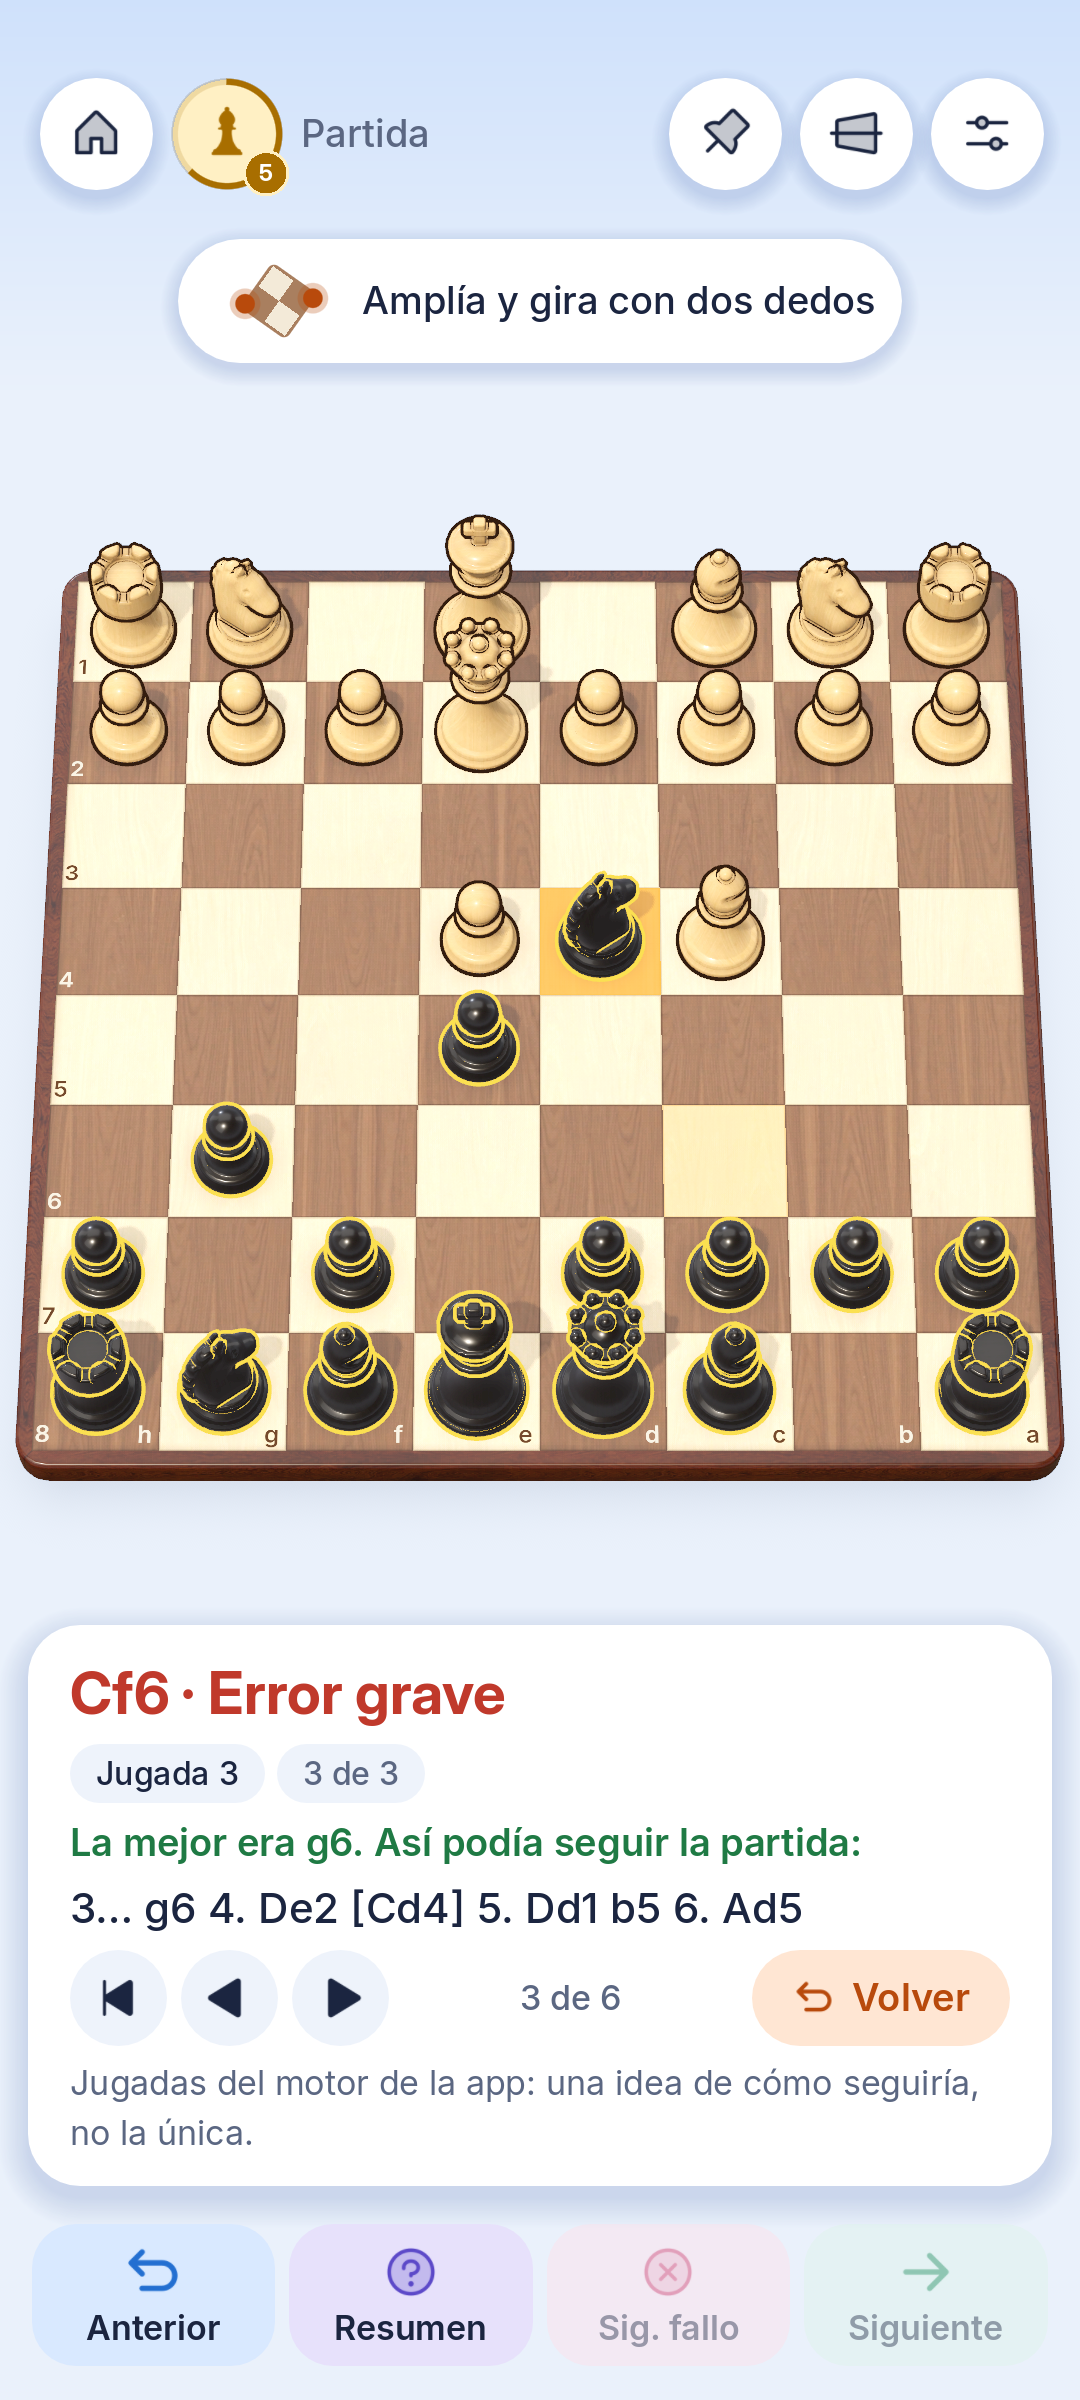 5
Partida
Amplía y gira con dos dedos
1
2
3
4
5
6
7
8 h g f e d c b a
Cf6 · Error grave
Jugada 3 3 de 3
La mejor era g6. Así podía seguir la partida:
3... g6 4. De2 [Cd4] 5. Dd1 b5 6. Ad5
3 de 6 Volver
Jugadas del motor de la app: una idea de cómo seguiría,
no la única.
Anterior Resumen Sig. fallo Siguiente